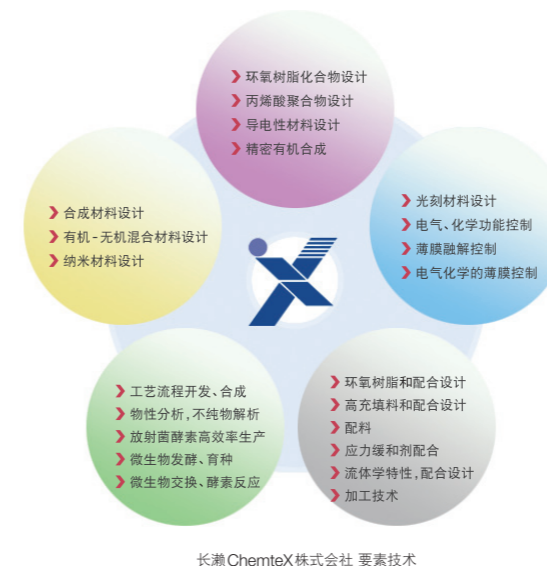 环氧树脂化合物设计
丙烯酸聚合物设计
导电性材料设计
精密有机合成
合成材料设计
有机-无机混合材料设计
纳米材料设计
光刻材料设计
电气、化学功能控制
薄膜融解控制
电气化学的薄膜控制
工艺流程开发、合成
物性分析,不纯物解析
放射菌酵素高效率生产
微生物发酵、育种
微生物交换、酵素反应
环氧树脂和配合设计
高充填料和配合设计
配料
应力缓和剂配合
流体学特性,配合设计
加工技术
长濑ChemteX株式会社 要素技术